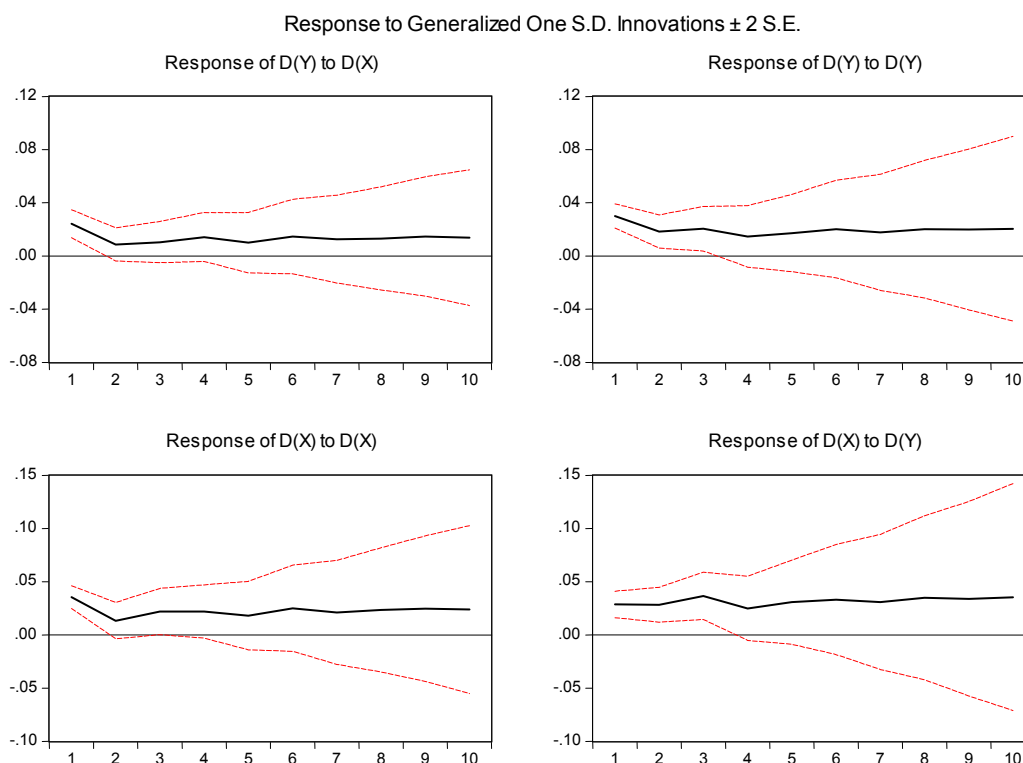 Response to Generalized One S.D. Innovations ± 2 S.E.
Response of D(Y) to D(X)
.12
.08
.04
.00
-.04
-.08
1 2 3 4 5 6 7 8 9 10
Response of D(Y) to D(Y)
.12
.08
.04
.00
-.04
-.08
1 2 3 4 5 6 7 8 9 10
Response of D(X) to D(X)
.15
.10
.05
.00
-.05
-.10
1 2 3 4 5 6 7 8 9 10
Response of D(X) to D(Y)
.15
.10
.05
.00
-.05
-.10
1 2 3 4 5 6 7 8 9 10